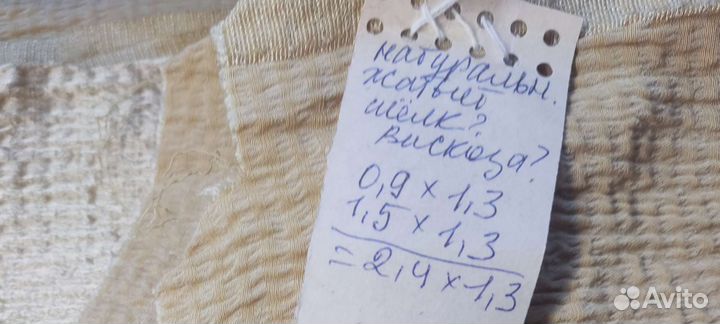 натуральн.
жатый
шёлк?
вискоза?
0,9 × 1,3
1,5 × 1,3
= 2,4 × 1,3
Avito